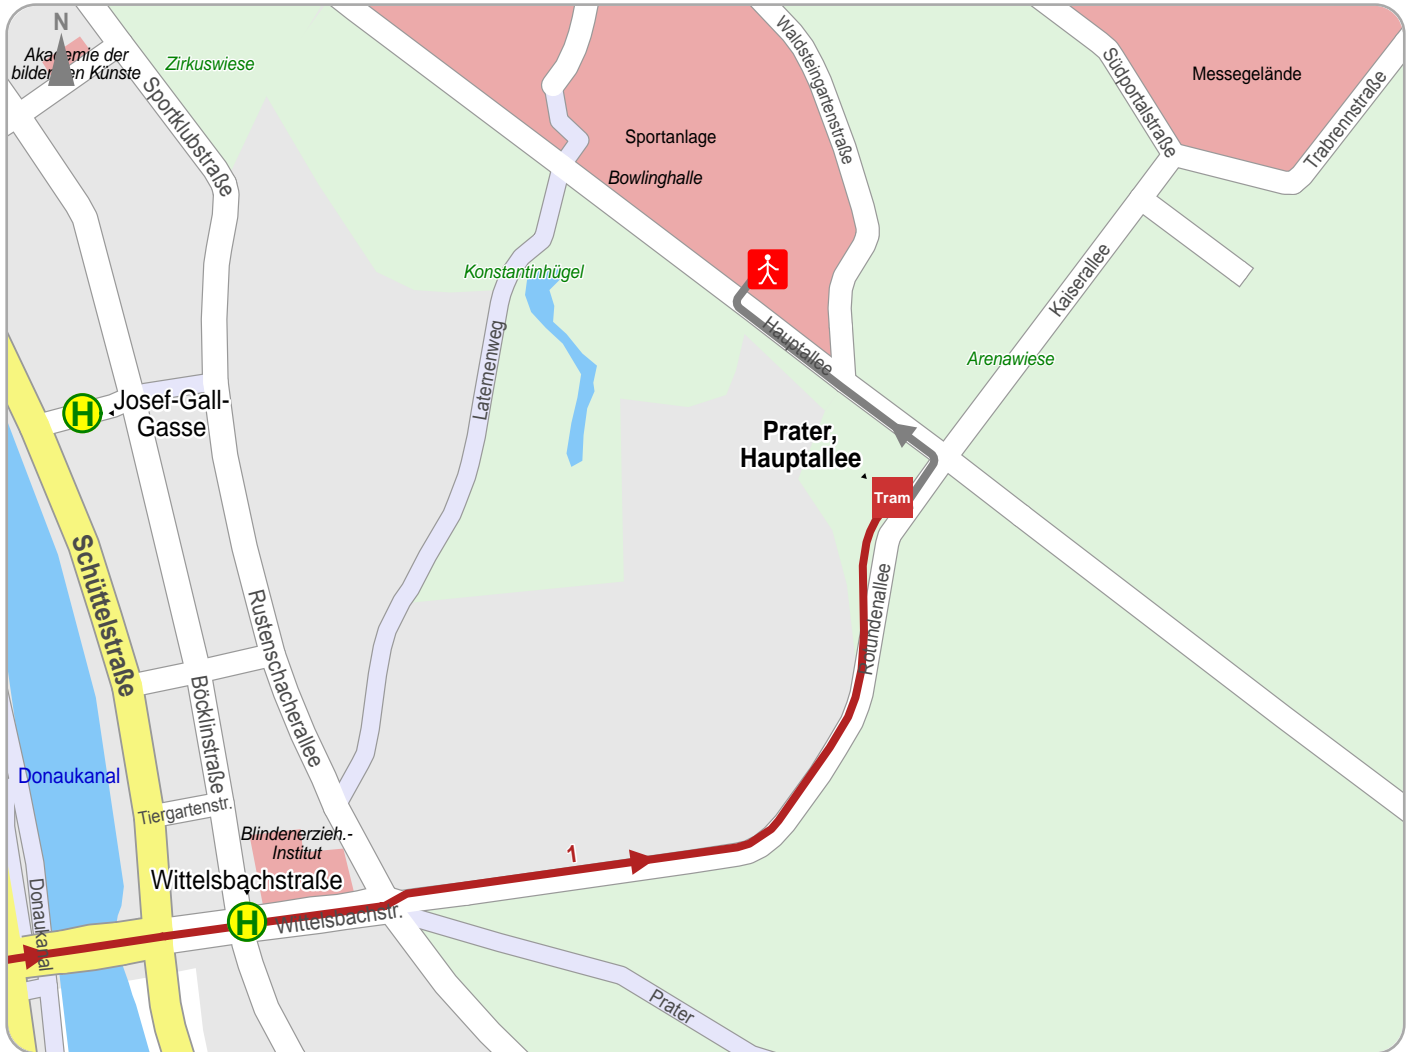 N
Akademie der
bildenden Künste
Zirkuswiese
Sportklubstraße
Waldsteingartenstraße
Südportalstraße
Messegelände
Trabrennstraße
Sportanlage
Bowlinghalle
Konstantinhügel
Kaiserallee
Hauptallee
Arenawiese
Laternenweg
Josef-Gall-
Gasse
H
Prater,
Hauptallee
Tram
Schüttelstraße
Rustenschacherallee
Rotundenallee
Böcklinstraße
Donaukanal
Tiergartenstr.
Blindenerzieh.-
Institut
1
Wittelsbachstraße
H
Wittelsbachstr.
Donaukanal
Prater